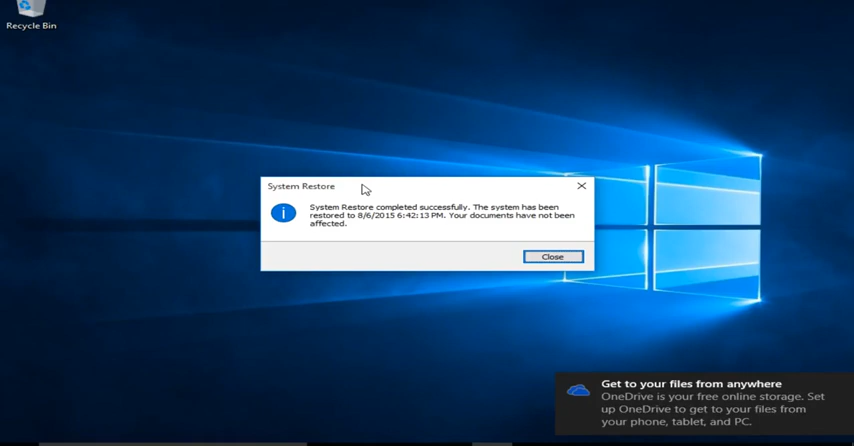 Recycle Bin
System Restore
System Restore completed successfully. The system has been
restored to 8/6/2015 6:42:13 PM. Your documents have not been
affected.
Close
Get to your files from anywhere
OneDrive is your free online storage. Set
up OneDrive to get to your files from
your phone, tablet, and PC.